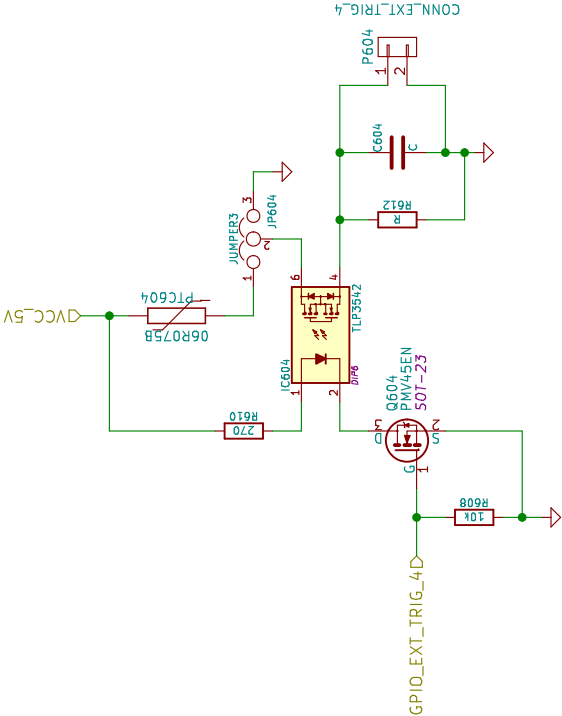 CONN_EXT_TRIG_4
P604
1
2
C604
C
R612
R
JP604
JUMPER3
3
2
1
PTC604
06R075B
VCC_5V
6
4
TLP3542
IC604
DIP6
1
2
R610
270
Q604
PMV45EN
SOT-23
3
D
2
S
G
1
R608
10k
GPIO_EXT_TRIG_4